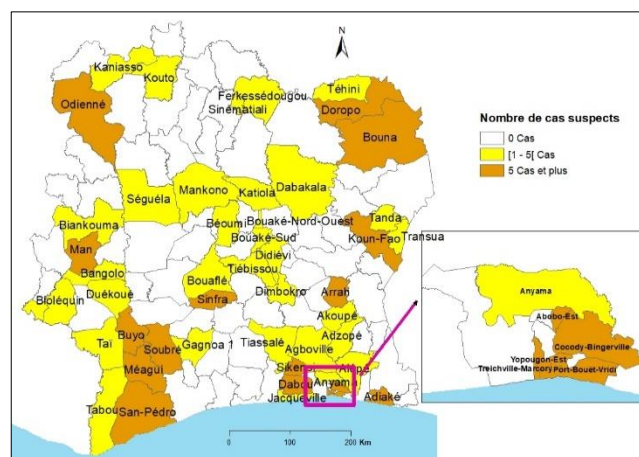 N
Nombre de cas suspects
0 Cas
[1 - 5[ Cas
5 Cas et plus
Kaniasso
Kouto
Odienné
Ferkessédougou
Sinématiali
Téhini
Doropo
Bouna
Mankono
Katiola
Dabakala
Séguéla
Biankouma
Béoumi
Bouaké-Nord-Ouest
Bouaké-Sud
Tanda
Koun-Fao
Transua
Man
Bangolo
Didiévi
Tiébissou
Bouaflé
Sinfra
Dimbokro
Arrah
Bloléquin
Duékoué
Akoupé
Buyo
Taï
Soubré
Gagnoa 1
Tiassalé
Adzopé
Agboville
Méagui
Alépé
Dabou
Anyama
Tabou
San-Pédro
Jacqueville
Adiaké
0
100
200
Km
Anyama
Abobo-Est
Cocody-Bingerville
Yopougon-Est
Treichville-Marcory
Port-Bouet-Vridi